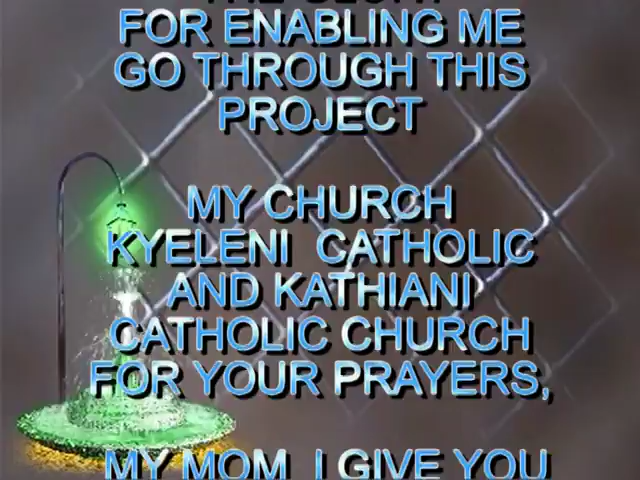 FOR ENABLING ME
GO THROUGH THIS
PROJECT
MY CHURCH
KYELENI CATHOLIC
AND KATHIANI
CATHOLIC CHURCH
FOR YOUR PRAYERS,
MY MOM I GIVE YOU